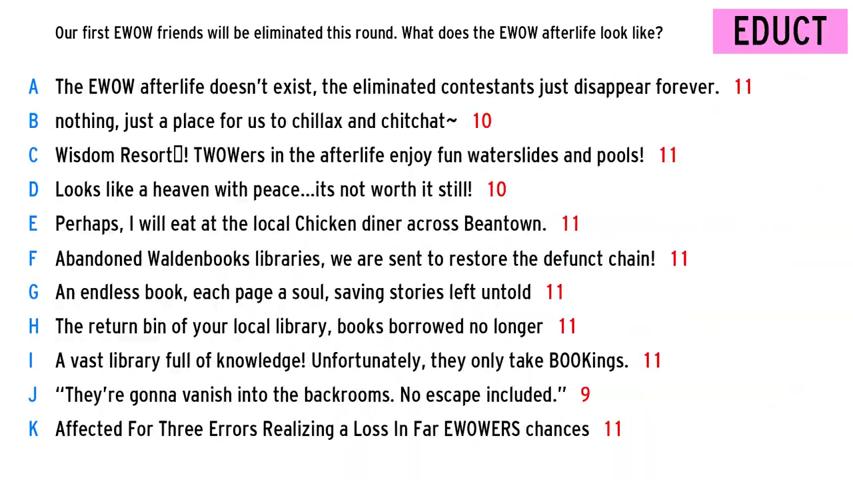 Our first EWOW friends will be eliminated this round. What does the EWOW afterlife look like?
EDUCT
A The EWOW afterlife doesn't exist, the eliminated contestants just disappear forever. 11
B nothing, just a place for us to chillax and chitchat~ 10
C Wisdom Resort▯! TWOWers in the afterlife enjoy fun waterslides and pools! 11
D Looks like a heaven with peace...its not worth it still! 10
E Perhaps, I will eat at the local Chicken diner across Beantown. 11
F Abandoned Waldenbooks libraries, we are sent to restore the defunct chain! 11
G An endless book, each page a soul, saving stories left untold 11
H The return bin of your local library, books borrowed no longer 11
I A vast library full of knowledge! Unfortunately, they only take BOOKings. 11
J “They're gonna vanish into the backrooms. No escape included.” 9
K Affected For Three Errors Realizing a Loss In Far EWOWERS chances 11